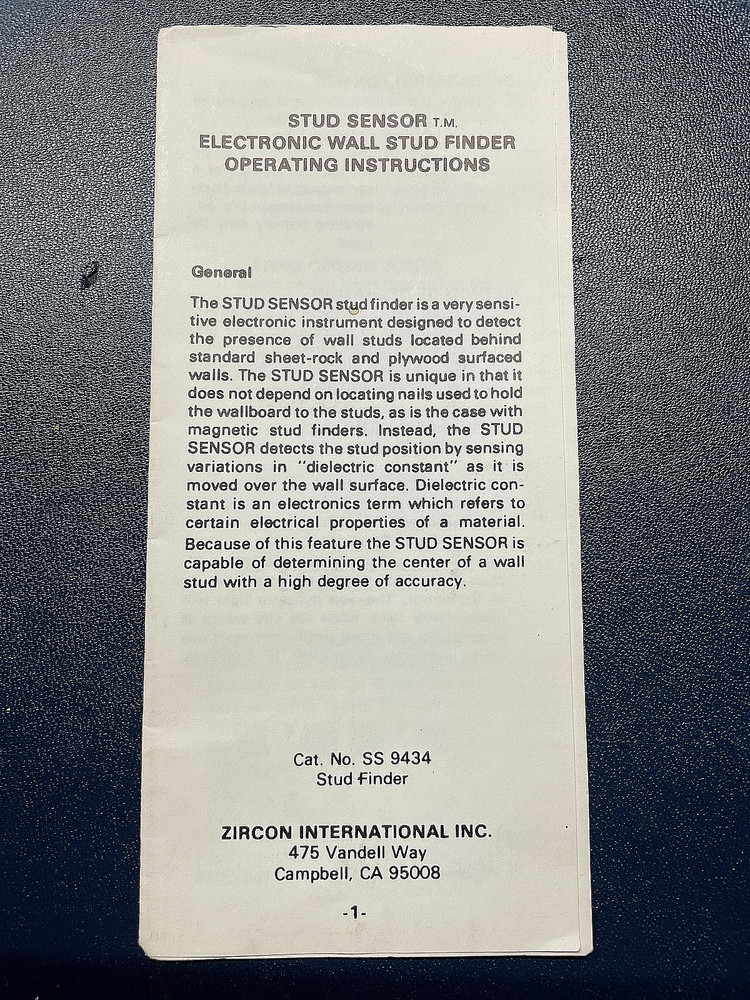 STUD SENSOR T.M.
ELECTRONIC WALL STUD FINDER
OPERATING INSTRUCTIONS
General
The STUD SENSOR stud finder is a very sensi-
tive electronic instrument designed to detect
the presence of wall studs located behind
standard sheet-rock and plywood surfaced
walls. The STUD SENSOR is unique in that it
does not depend on locating nails used to hold
the wallboard to the studs, as is the case with
magnetic stud finders. Instead, the STUD
SENSOR detects the stud position by sensing
variations in "dielectric constant" as it is
moved over the wall surface. Dielectric con-
stant is an electronics term which refers to
certain electrical properties of a material.
Because of this feature the STUD SENSOR is
capable of determining the center of a wall
stud with a high degree of accuracy.
Cat. No. SS 9434
Stud Finder
ZIRCON INTERNATIONAL INC.
475 Vandell Way
Campbell, CA 95008
-1-